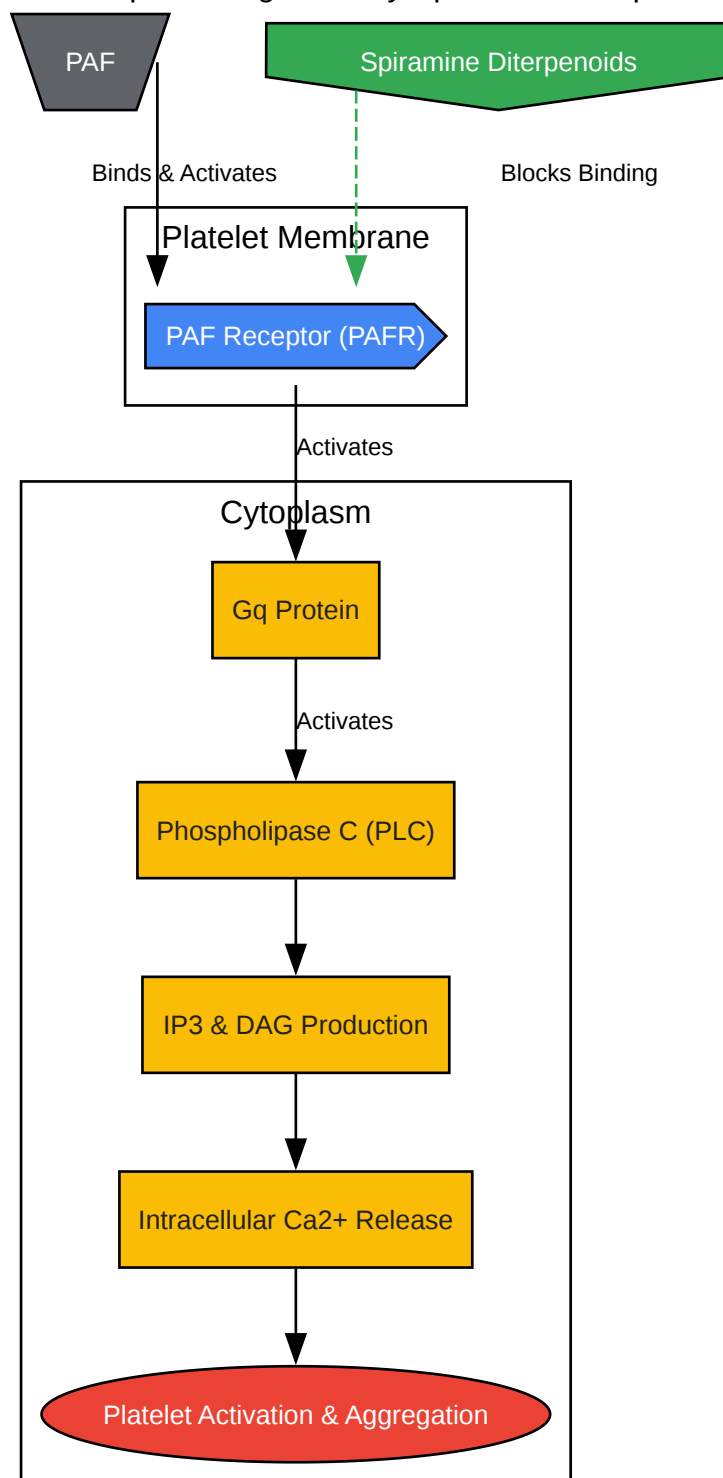 PAF
Spiramine Diterpenoids
Binds & Activates
Blocks Binding
Platelet Membrane
PAF Receptor (PAFR)
Activates
Cytoplasm
Gq Protein
Activates
Phospholipase C (PLC)
IP3 & DAG Production
Intracellular Ca2+ Release
Platelet Activation & Aggregation